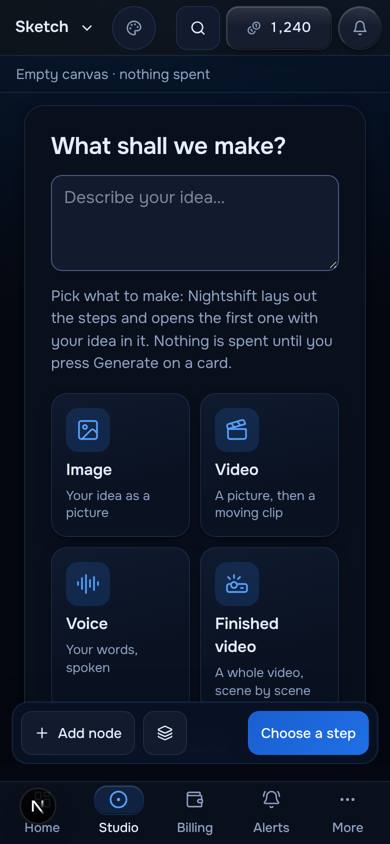 Sketch
1,240
Empty canvas · nothing spent
What shall we make?
Describe your idea...
Pick what to make: Nightshift lays out
the steps and opens the first one with
your idea in it. Nothing is spent until you
press Generate on a card.
Image
Your idea as a
picture
Video
A picture, then a
moving clip
Voice
Your words,
spoken
Finished
video
A whole video,
scene by scene
Add node
Choose a step
N
Home
Studio
Billing
Alerts
More